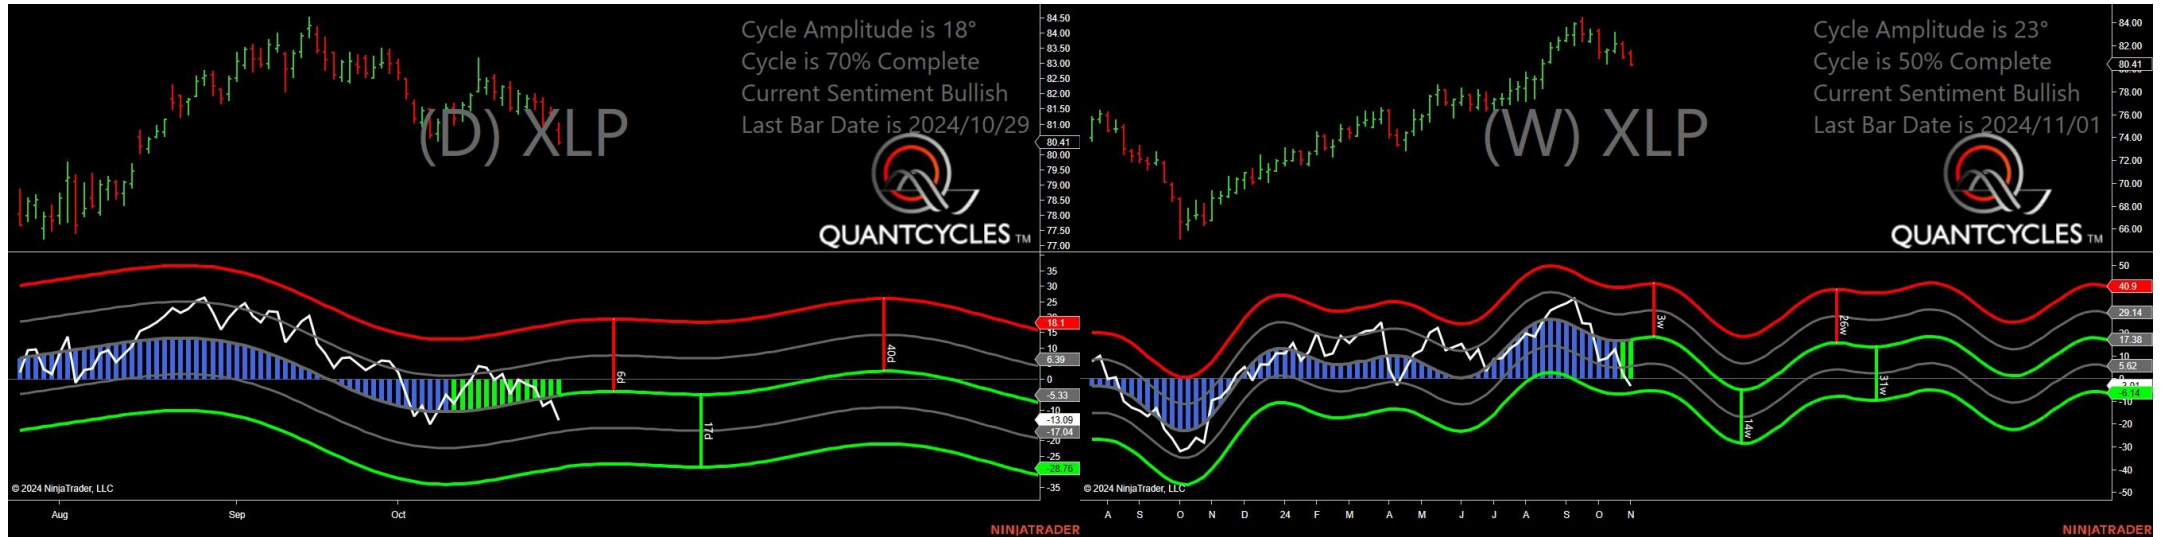 Cycle Amplitude is 18°
Cycle is 70% Complete
Current Sentiment Bullish
Last Bar Date is 2024/10/29
(D) XLP
QUANTCYCLES TM
84.50
84.00
83.50
83.00
82.50
82.00
81.50
81.00
80.41
80.00
79.50
79.00
78.50
78.00
77.50
77.00
35
30
25
20
18.1
15
10
6.39
0
-5.33
-10
-13.09
-17.04
-20
-25
-28.76
-35
6d
17d
40d
© 2024 NinjaTrader, LLC
Aug Sep Oct
NINJATRADER
Cycle Amplitude is 23°
Cycle is 50% Complete
Current Sentiment Bullish
Last Bar Date is 2024/11/01
(W) XLP
QUANTCYCLES TM
84.00
82.00
80.41
78.00
76.00
74.00
72.00
70.00
68.00
66.00
50
40.9
29.14
20
17.38
10
5.62
0
-6.14
-10
-20
-30
-40
-50
3w
14w
26w
31w
© 2024 NinjaTrader, LLC
A S O N D 24 F M A M J J A S O N
NINJATRADER